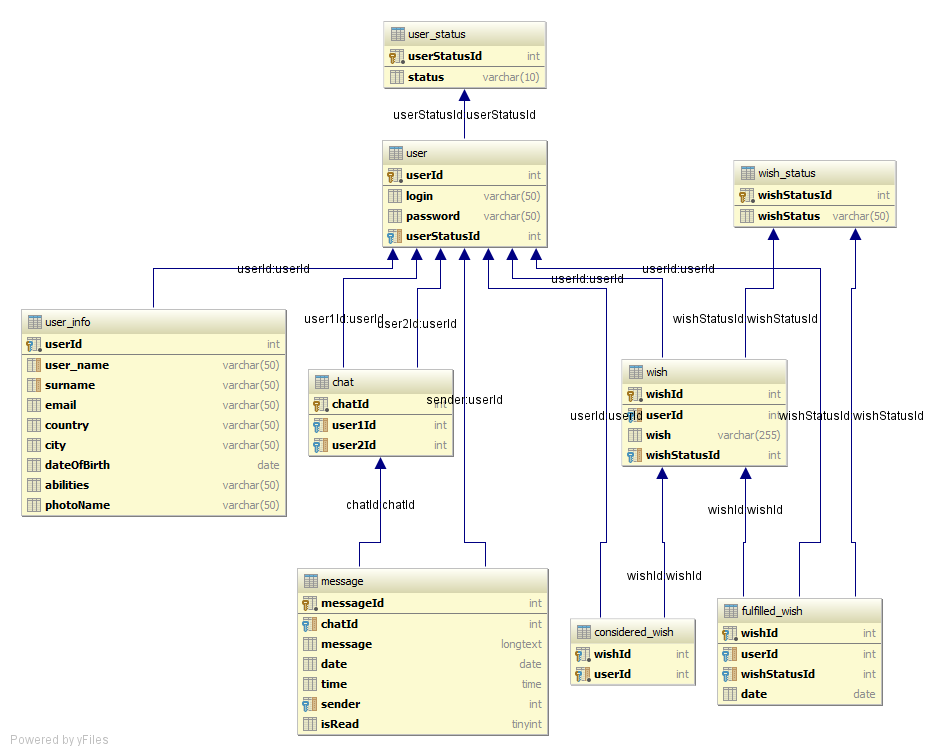 user_status
userStatusId int
status varchar(10)
userStatusId:userStatusId
user
userId int
login varchar(50)
password varchar(50)
userStatusId int
wish_status
wishStatusId int
wishStatus varchar(50)
userId:userId
user1Id:userId
user2Id:userId
sender:userId
userId:userId
userId:userId
userId:userId
wishStatusId:wishStatusId
wishStatusId:wishStatusId
user_info
userId int
user_name varchar(50)
surname varchar(50)
email varchar(50)
country varchar(50)
city varchar(50)
dateOfBirth date
abilities varchar(50)
photoName varchar(50)
chat
chatId int
user1Id int
user2Id int
wish
wishId int
userId int
wish varchar(255)
wishStatusId int
chatId:chatId
wishId:wishId
wishId:wishId
message
messageId int
chatId int
message longtext
date date
time time
sender int
isRead tinyint
considered_wish
wishId int
userId int
fulfilled_wish
wishId int
userId int
wishStatusId int
date date
Powered by yFiles